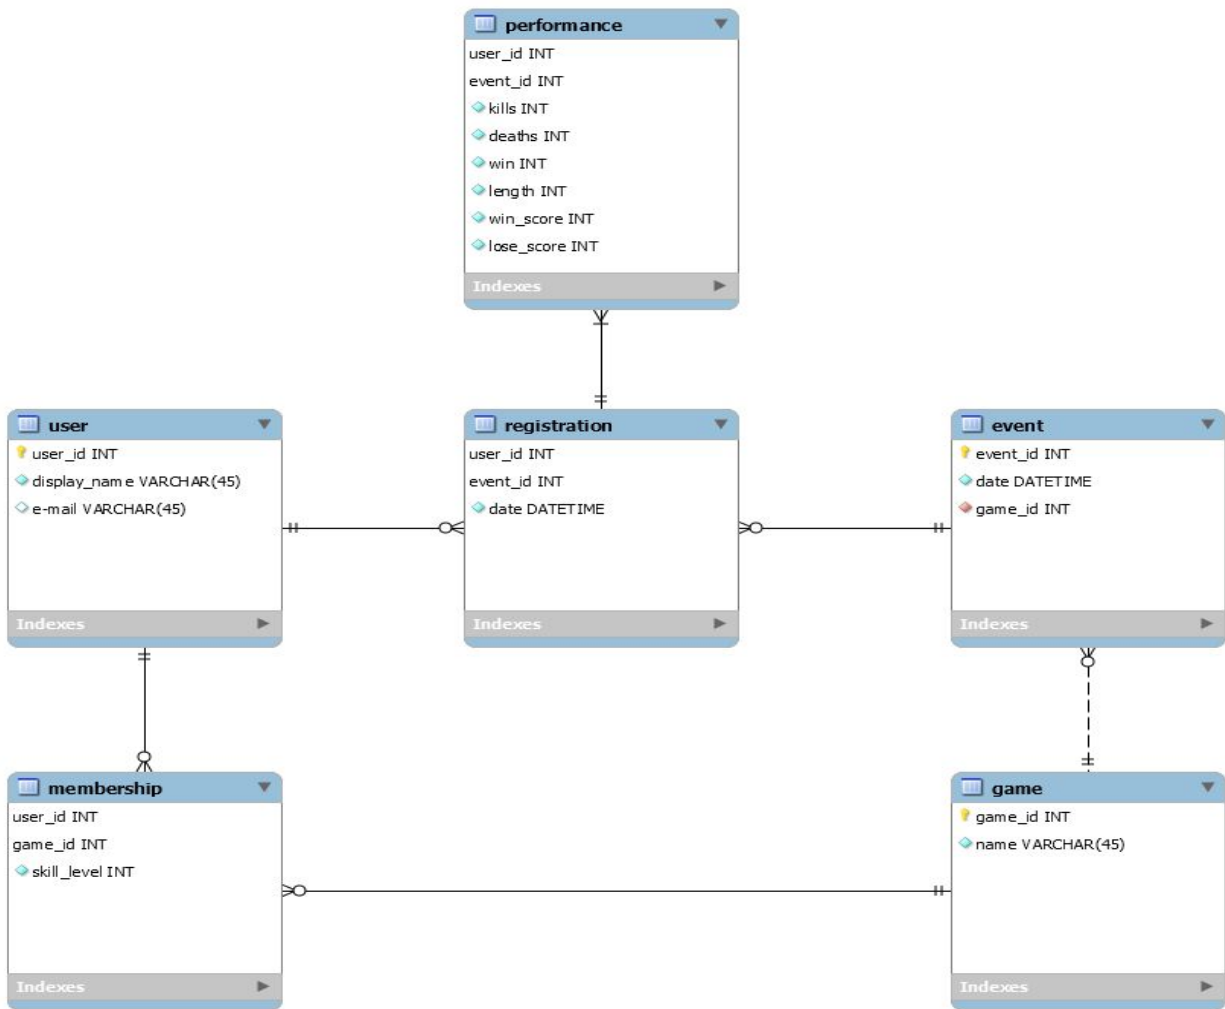 performance
user_id INT
event_id INT
kills INT
deaths INT
win INT
length INT
win_score INT
lose_score INT
Indexes
user
user_id INT
display_name VARCHAR(45)
e-mail VARCHAR(45)
Indexes
registration
user_id INT
event_id INT
date DATETIME
Indexes
event
event_id INT
date DATETIME
game_id INT
Indexes
membership
user_id INT
game_id INT
skill_level INT
Indexes
game
game_id INT
name VARCHAR(45)
Indexes